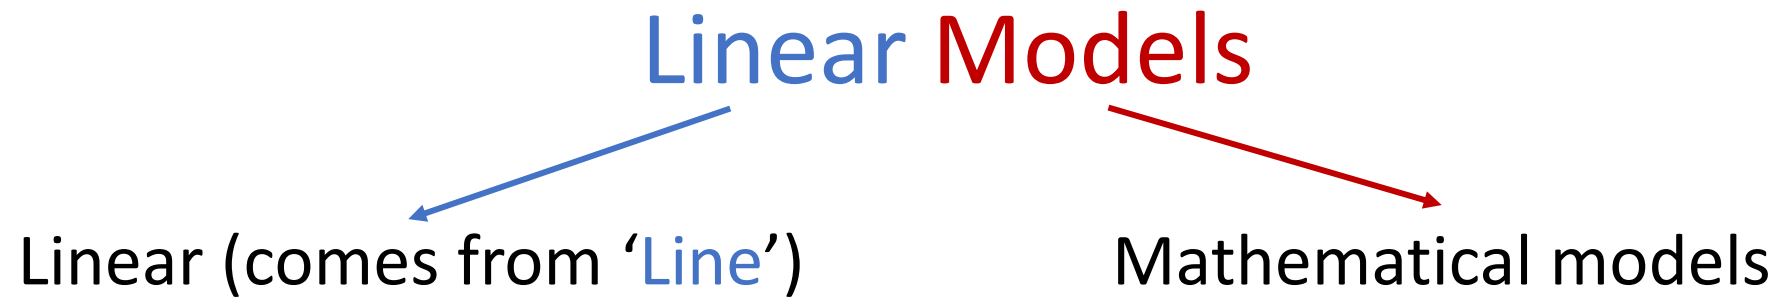 Linear Models
Linear (comes from ‘Line’)
Mathematical models